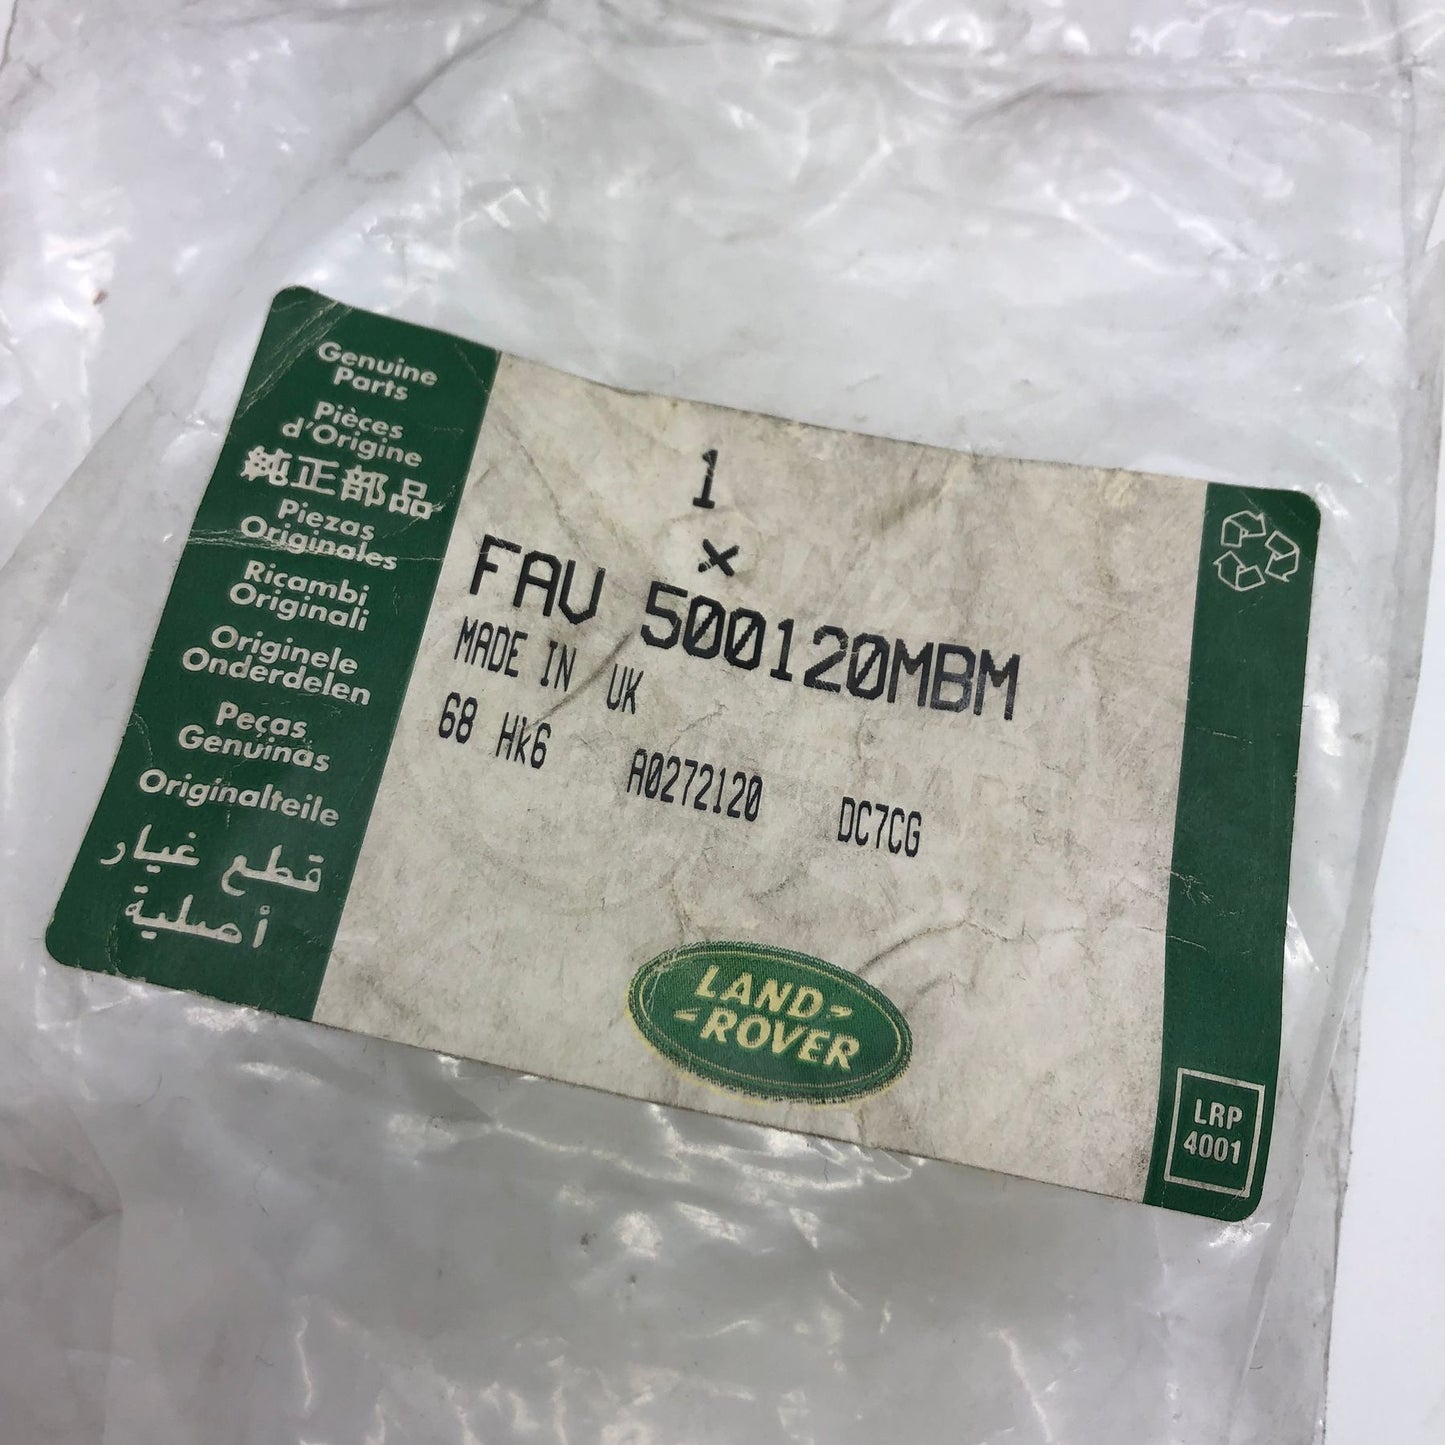 Genuine
Parts
Pièces
d'Origine
純正部品
Piezas
Originales
Ricambi
Originali
Originele
Onderdelen
Peças
Genuinas
Originalteile
قطع غيار
أصلية
1
x
FAV 500120MBM
MADE IN UK
68 Hk6 A0272120 DC7CG
LAND-
-ROVER
LRP
4001